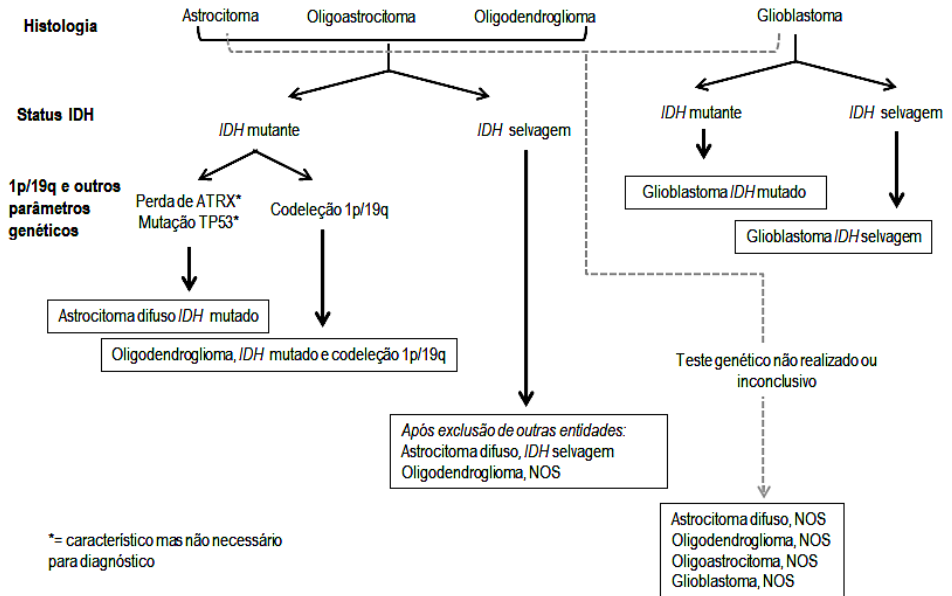 Histologia
Astrocitoma
Oligoastrocitoma
Oligodendroglioma
Glioblastoma
Status IDH
IDH mutante
IDH selvagem
IDH mutante
IDH selvagem
1p/19q e outros
parâmetros
genéticos
Perda de ATRX*
Mutação TP53*
Codeleção 1p/19q
Glioblastoma IDH mutado
Glioblastoma IDH selvagem
Astrocitoma difuso IDH mutado
Oligodendroglioma, IDH mutado e codeleção 1p/19q
Teste genético não realizado ou
inconclusivo
Após exclusão de outras entidades:
Astrocitoma difuso, IDH selvagem
Oligodendroglioma, NOS
Astrocitoma difuso, NOS
Oligodendroglioma, NOS
Oligoastrocitoma, NOS
Glioblastoma, NOS
*= característico mas não necessário
para diagnóstico